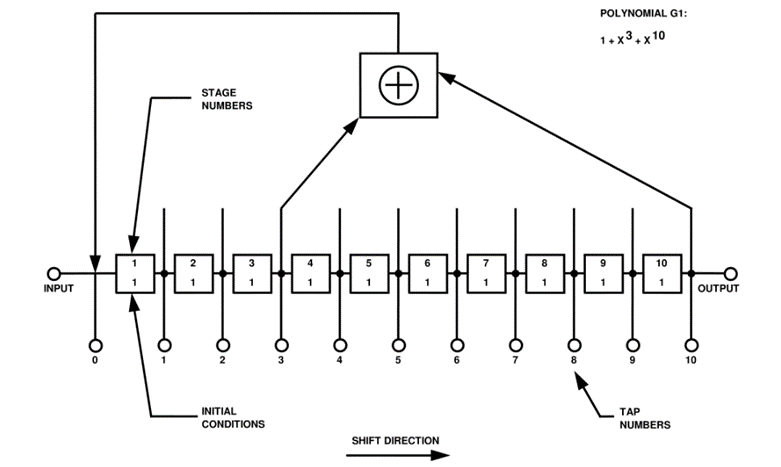 POLYNOMIAL G1:
1 + X3 + X10
STAGE
NUMBERS
1 2 3 4 5 6 7 8 9 10
1 1 1 1 1 1 1 1 1 1
INPUT
OUTPUT
0 1 2 3 4 5 6 7 8 9 10
INITIAL
CONDITIONS
TAP
NUMBERS
SHIFT DIRECTION